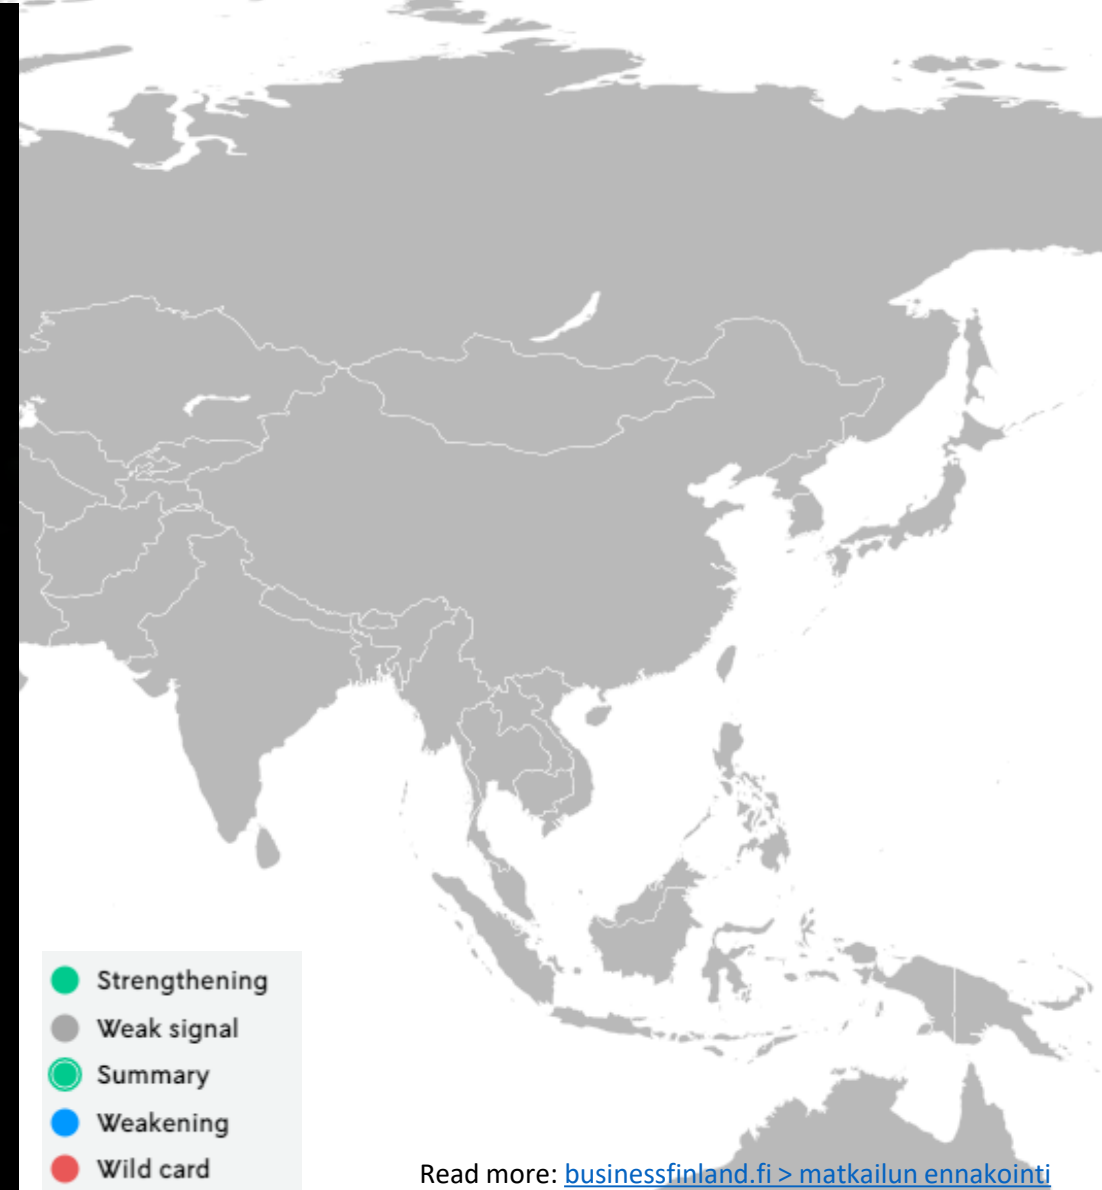 Strengthening
Weak signal
Summary
Weakening
Wild card
Read more: businessfinland.fi > matkailun ennakointi